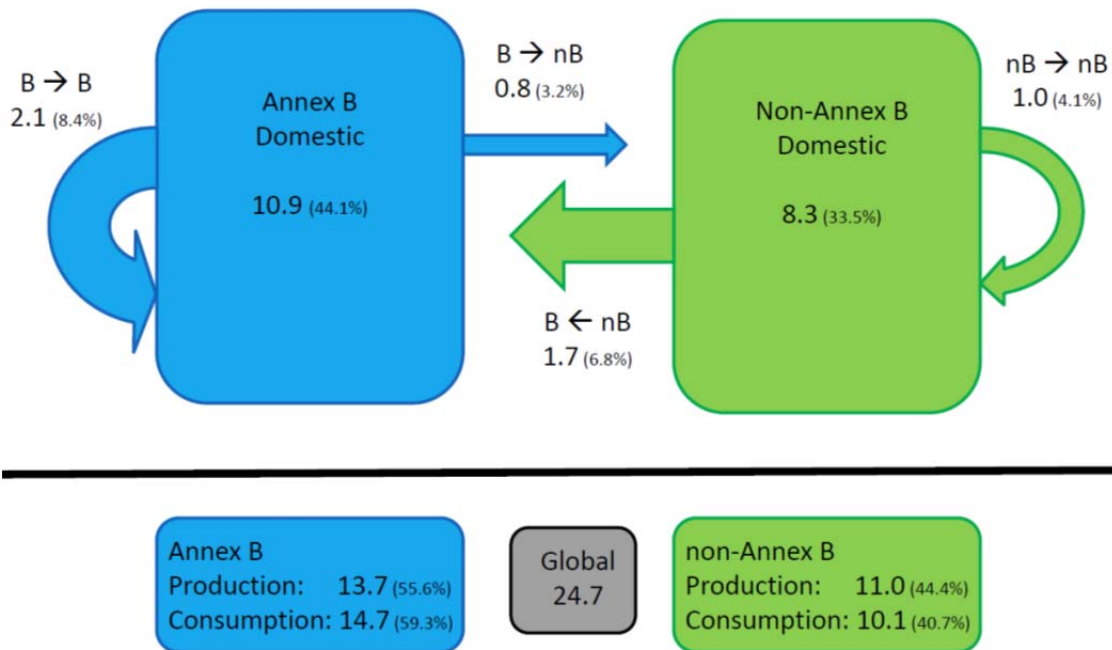 B → B
2.1 (8.4%)
Annex B
Domestic
10.9 (44.1%)
B → nB
0.8 (3.2%)
B ← nB
1.7 (6.8%)
Non-Annex B
Domestic
8.3 (33.5%)
nB → nB
1.0 (4.1%)
Annex B
Production: 13.7 (55.6%)
Consumption: 14.7 (59.3%)
Global
24.7
non-Annex B
Production: 11.0 (44.4%)
Consumption: 10.1 (40.7%)